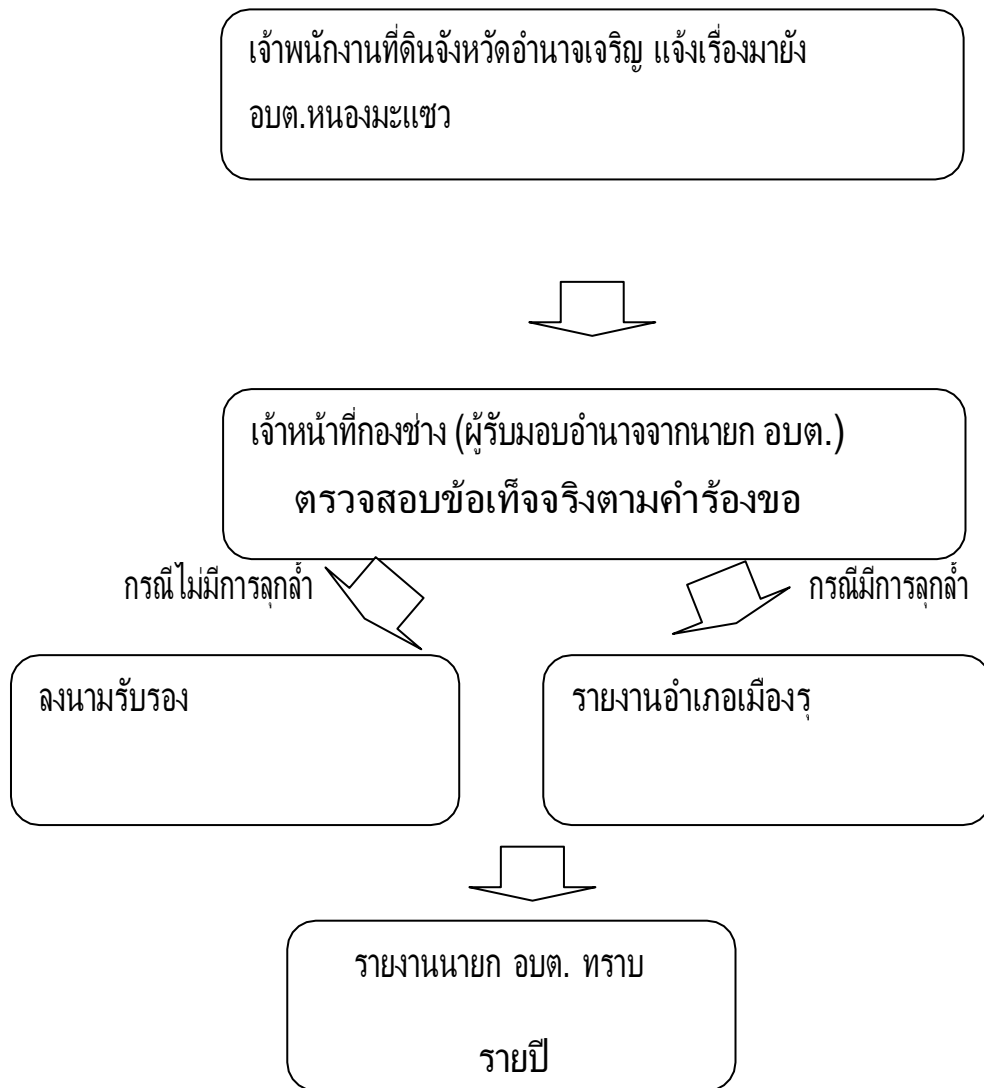 เจ้าพนักงานที่ดินจังหวัดอำนาจเจริญ แจ้งเรื่องมายัง
อบต.หนองมะแซว
เจ้าหน้าที่กองช่าง (ผู้รับมอบอำนาจจากนายก อบต.)
ตรวจสอบข้อเท็จจริงตามคำร้องขอ
กรณีไม่มีการลุกล้ำ
กรณีมีการลุกล้ำ
ลงนามรับรอง
รายงานอำเภอเมืองรุ
รายงานนายก อบต. ทราบ
รายปี